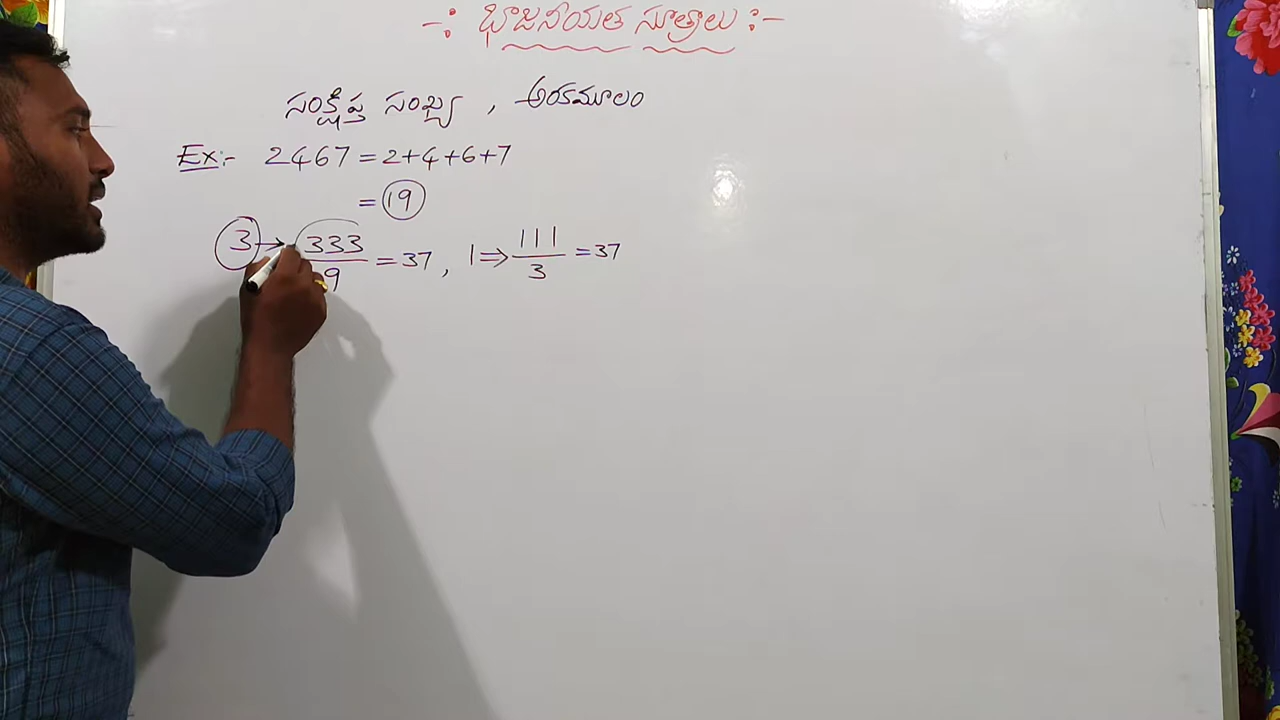 -: భాజనీయత సూత్రాలు :-
సంక్షిప్త సంఖ్య , అంకమూలం
Ex:- 2467 = 2+4+6+7
= 19
3 → 333/9 = 37 , 1 ⇒ 111/3 = 37